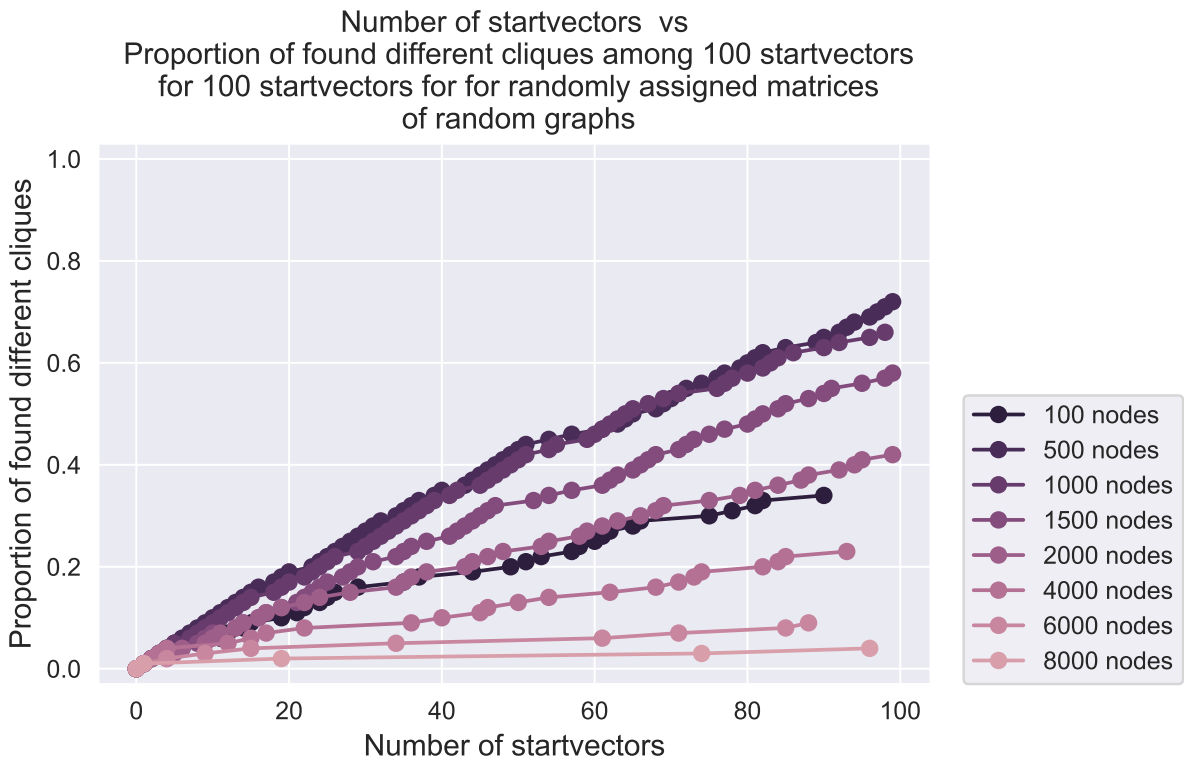 Number of startvectors  vs
Proportion of found different cliques among 100 startvectors
for 100 startvectors for for randomly assigned matrices
of random graphs
Proportion of found different cliques
1.0
0.8
0.6
0.4
0.2
0.0
0 20 40 60 80 100
Number of startvectors
100 nodes
500 nodes
1000 nodes
1500 nodes
2000 nodes
4000 nodes
6000 nodes
8000 nodes